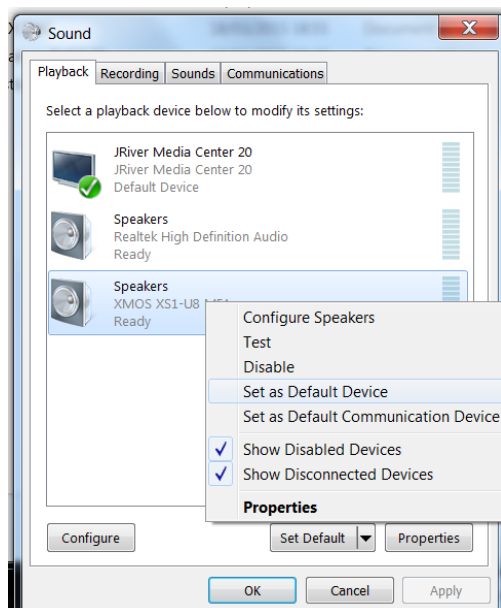 Sound
Playback Recording Sounds Communications
Select a playback device below to modify its settings:
JRiver Media Center 20
JRiver Media Center 20
Default Device
Speakers
Realtek High Definition Audio
Ready
Speakers
XMOS XS1-U8
Ready
Configure Speakers
Test
Disable
Set as Default Device
Set as Default Communication Device
Show Disabled Devices
Show Disconnected Devices
Properties
Configure Set Default Properties
OK Cancel Apply